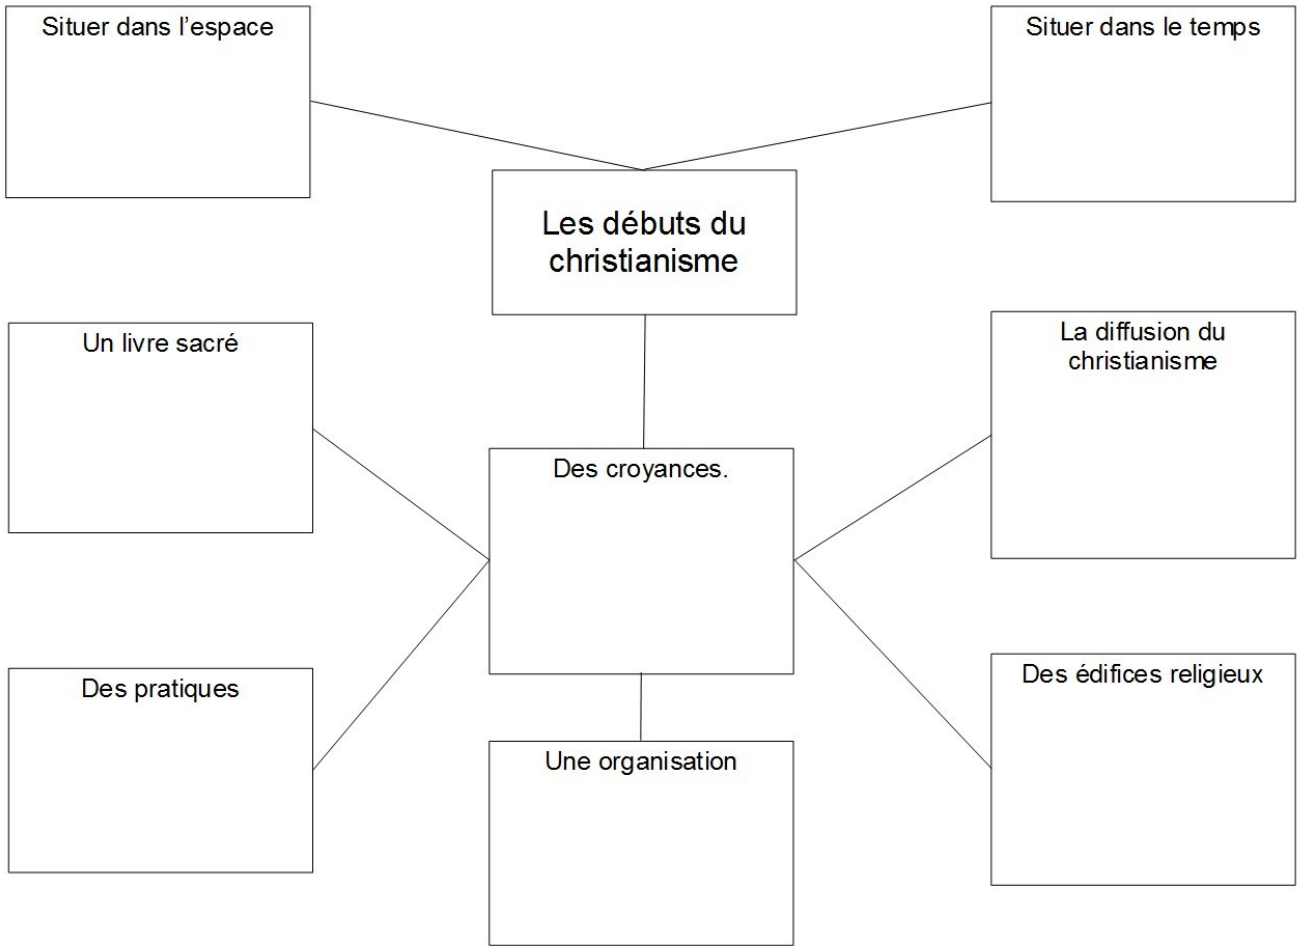 Situer dans l’espace
Situer dans le temps
Les débuts du
christianisme
Un livre sacré
La diffusion du
christianisme
Des croyances.
Des pratiques
Des édifices religieux
Une organisation